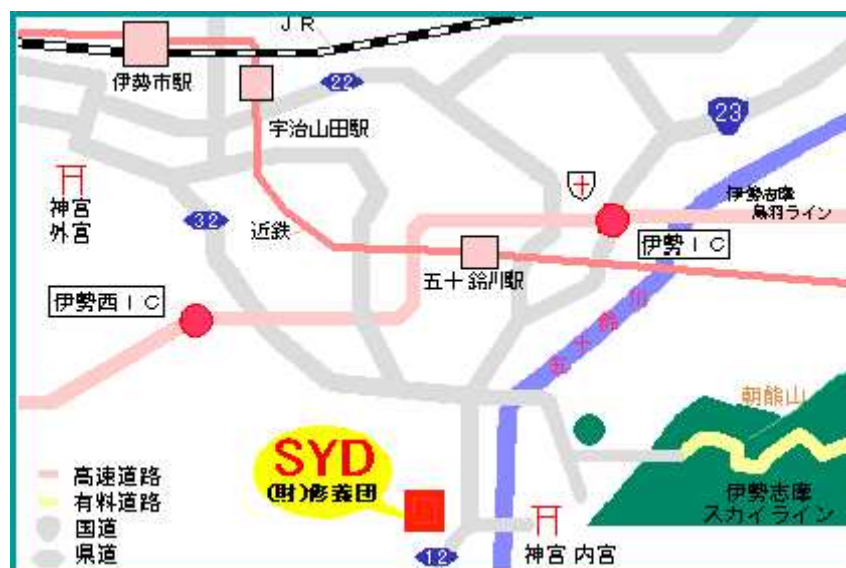 JR
伊勢市駅
22
宇治山田駅
23
神宮
外宮
32
近鉄
伊勢志摩
鳥羽ライン
伊勢IC
五十鈴川駅
伊勢西IC
五十鈴川
朝熊山
SYD
(財)修養団
高速道路
有料道路
国道
県道
伊勢志摩
スカイライン
12
神宮 内宮